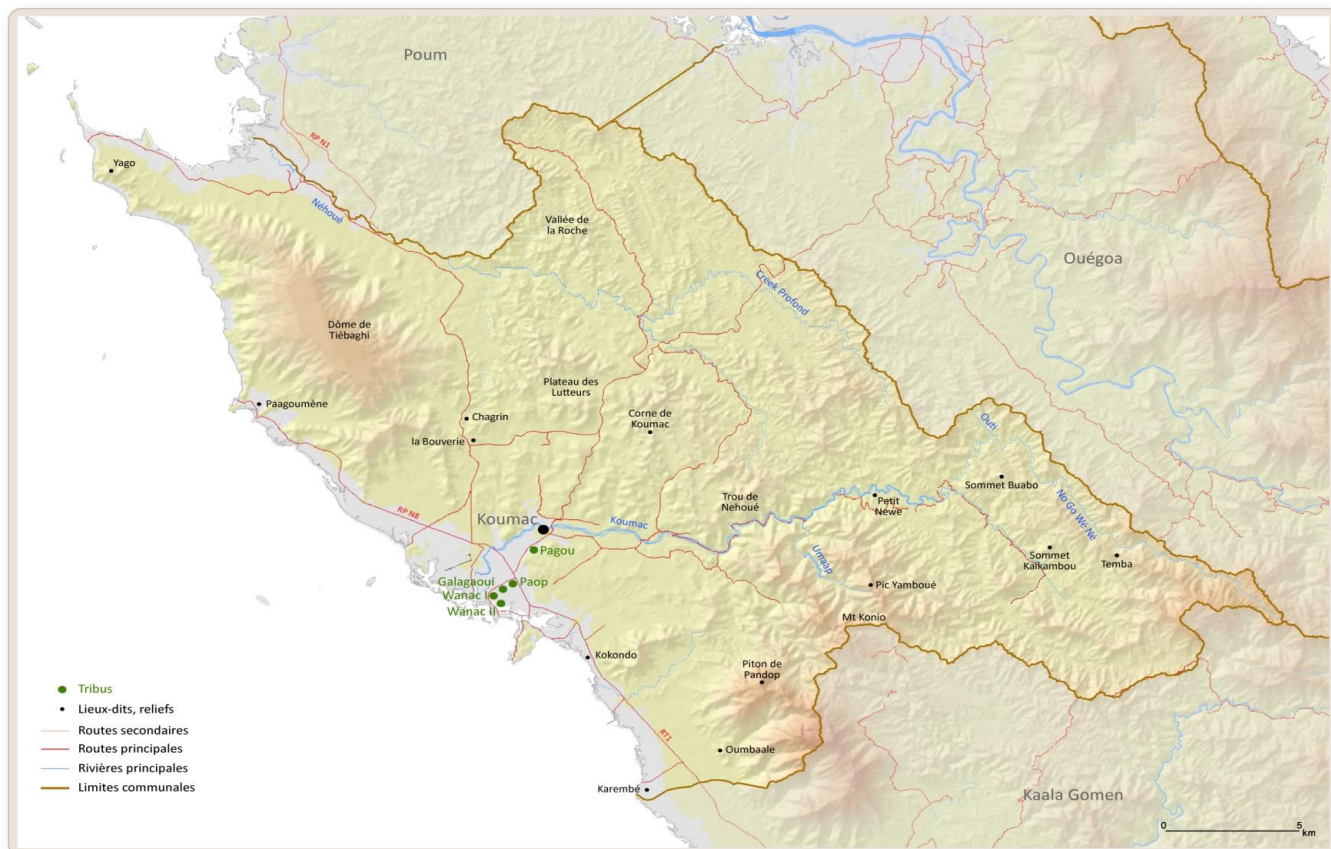 Poum
RP N1
Yago
Néhoué
Vallée de
la Roche
Ouégoa
Creek Profond
Dôme de
Tiébaghi
Plateau des
Lutteurs
Paagoumène
Chagrin
Corne de
Koumac
la Bouverie
Outi
Sommet Buabo
Trou de
Nehoué
Petit
Néwe
No Go Wé Né
RP N8
Koumac
Koumac
Pagou
Umaap
Sommet
Kaïkambou
Temba
Galagaoui
Paop
Wanac I
Wanac II
Pic Yamboué
Mt Konio
Kokondo
Piton de
Pandop
RT1
Oumbaale
Karembé
Kaala Gomen
Tribus
Lieux-dits, reliefs
Routes secondaires
Routes principales
Rivières principales
Limites communales
0 5
km